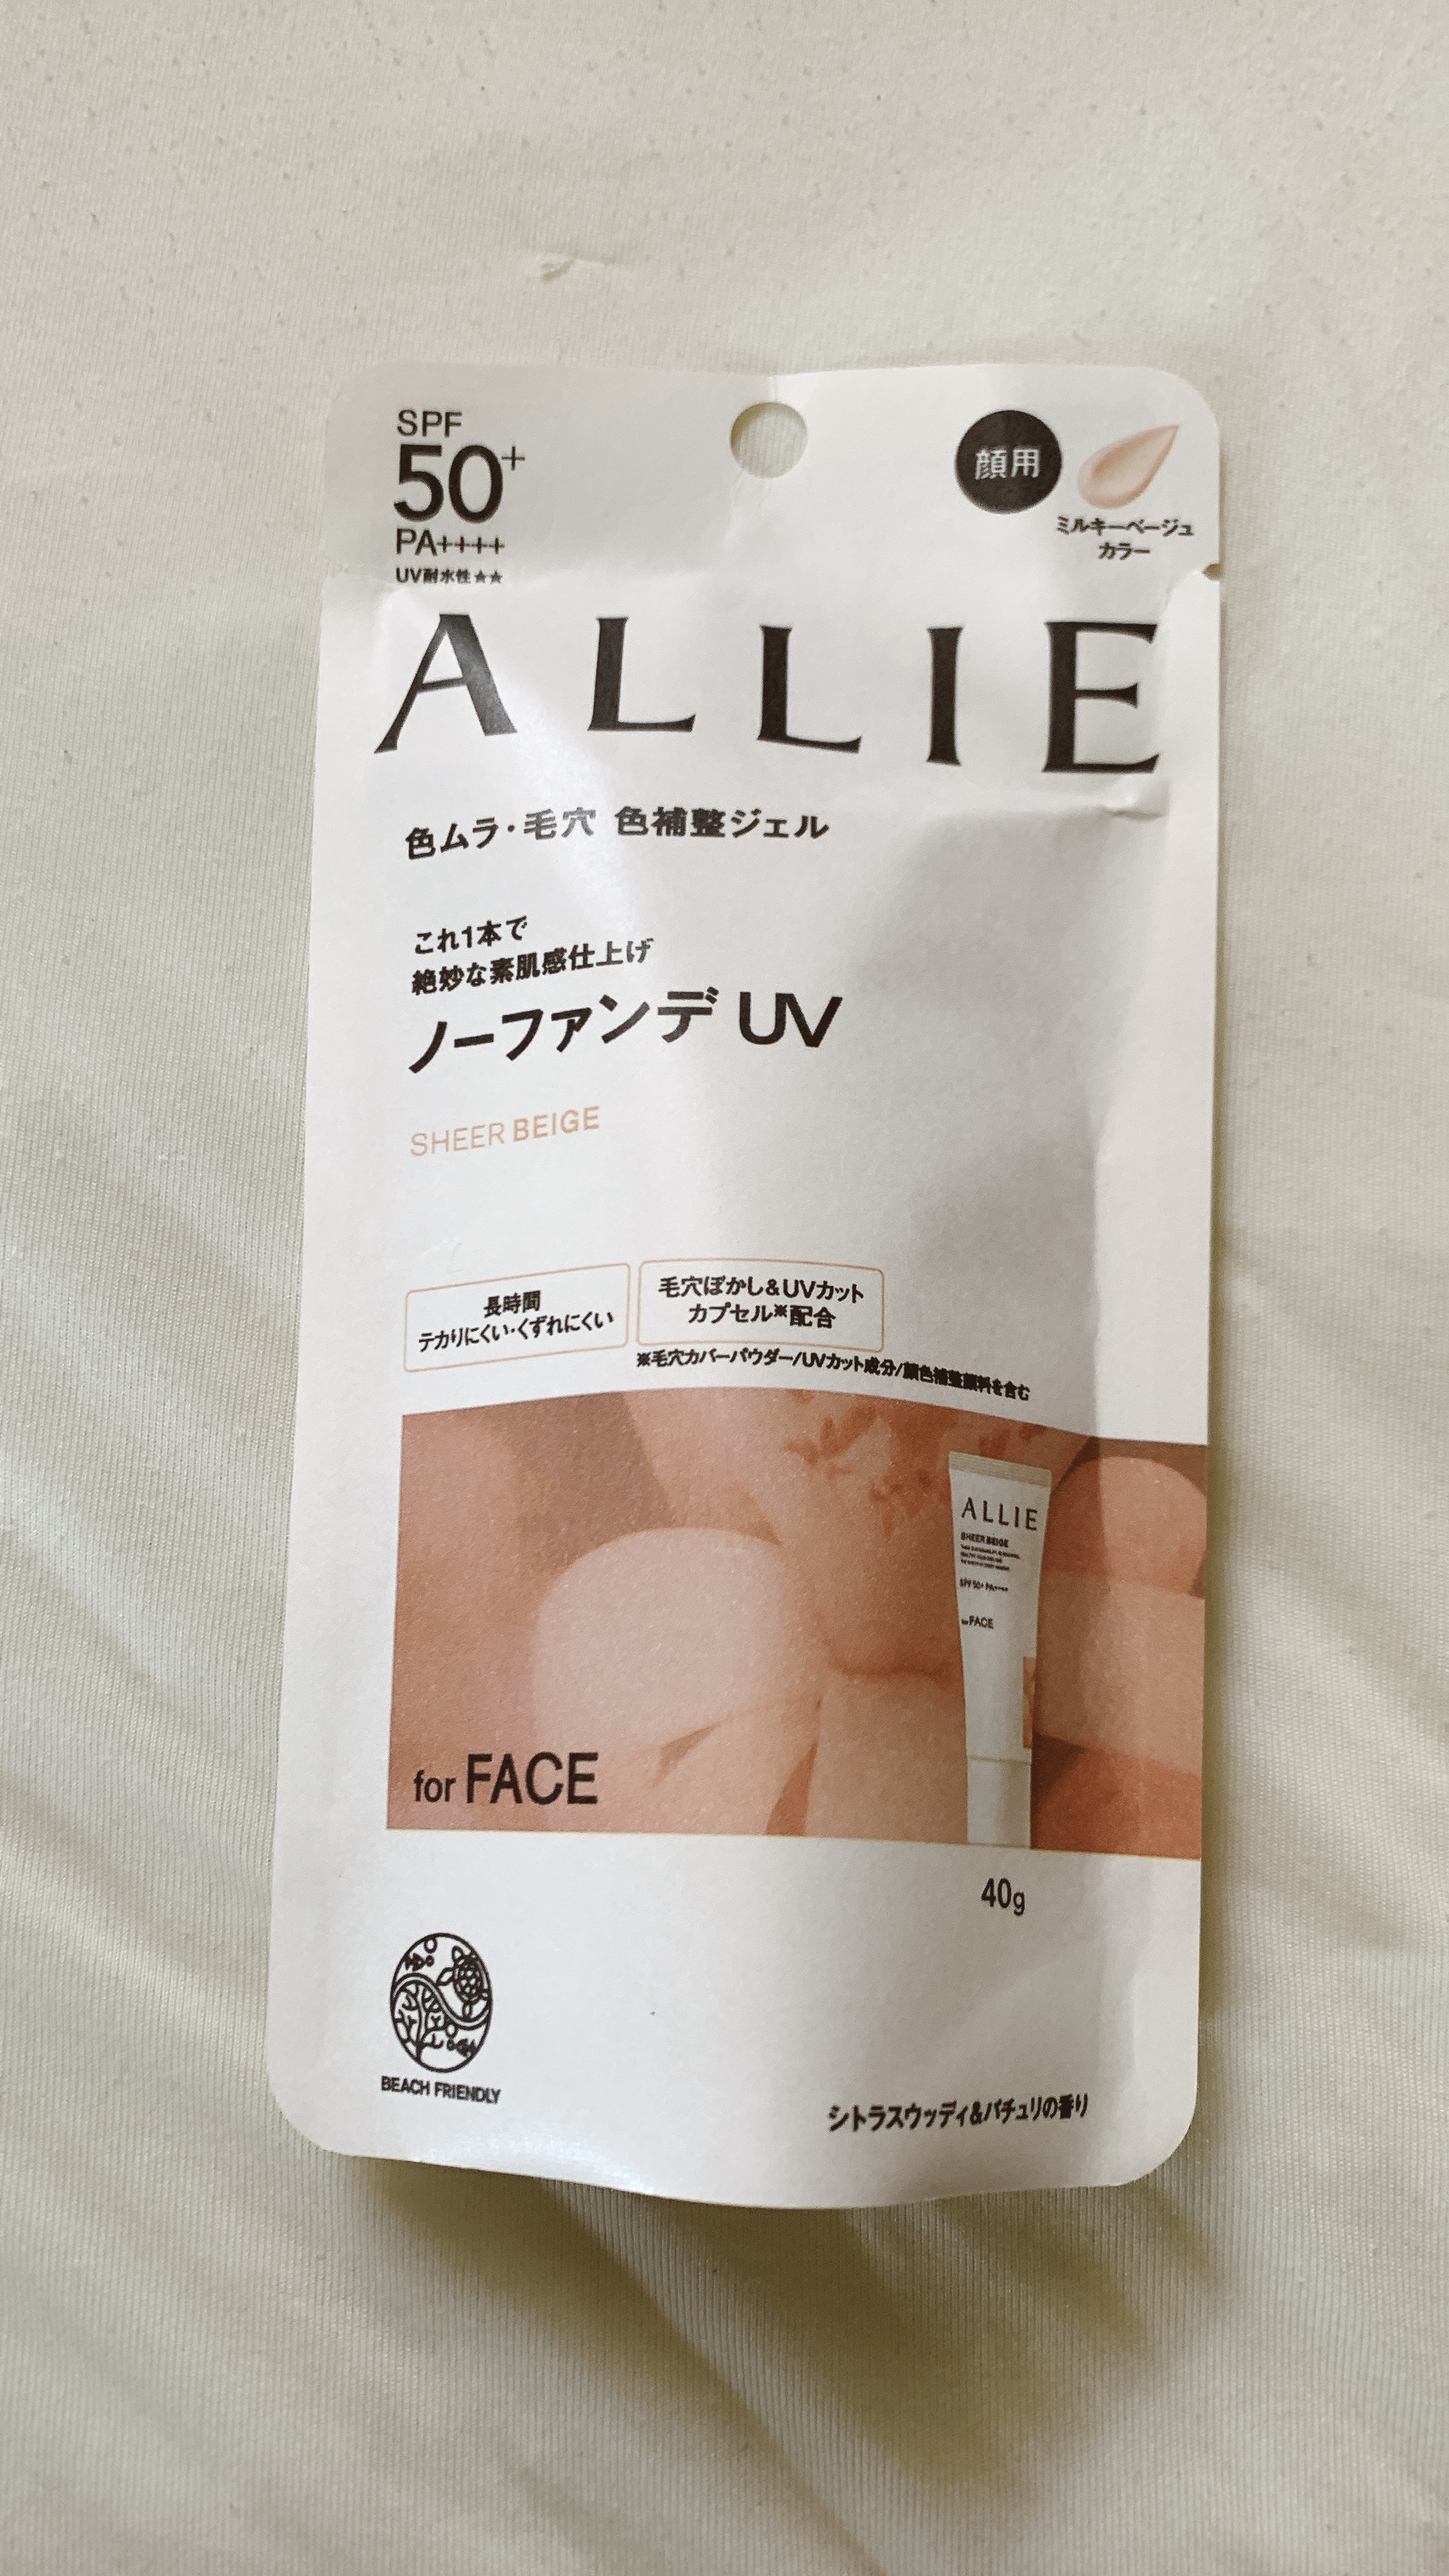 SPF
50+
PA++++
UV耐水性★★
顔用
ミルキーベージュ
カラー
ALLIE
色ムラ・毛穴 色補整ジェル
これ1本で
絶妙な素肌感仕上げ
ノーファンデ UV
SHEER BEIGE
長時間
テカりにくい・くずれにくい
毛穴ぼかし&UVカット
カプセル※配合
※毛穴カバーパウダー/UVカット成分/顔色補整顔料を含む
ALLIE
SHEER BEIGE
SPF 50+ PA++++
for FACE
for FACE
40g
BEACH FRIENDLY
シトラスウッディ&パチュリの香り